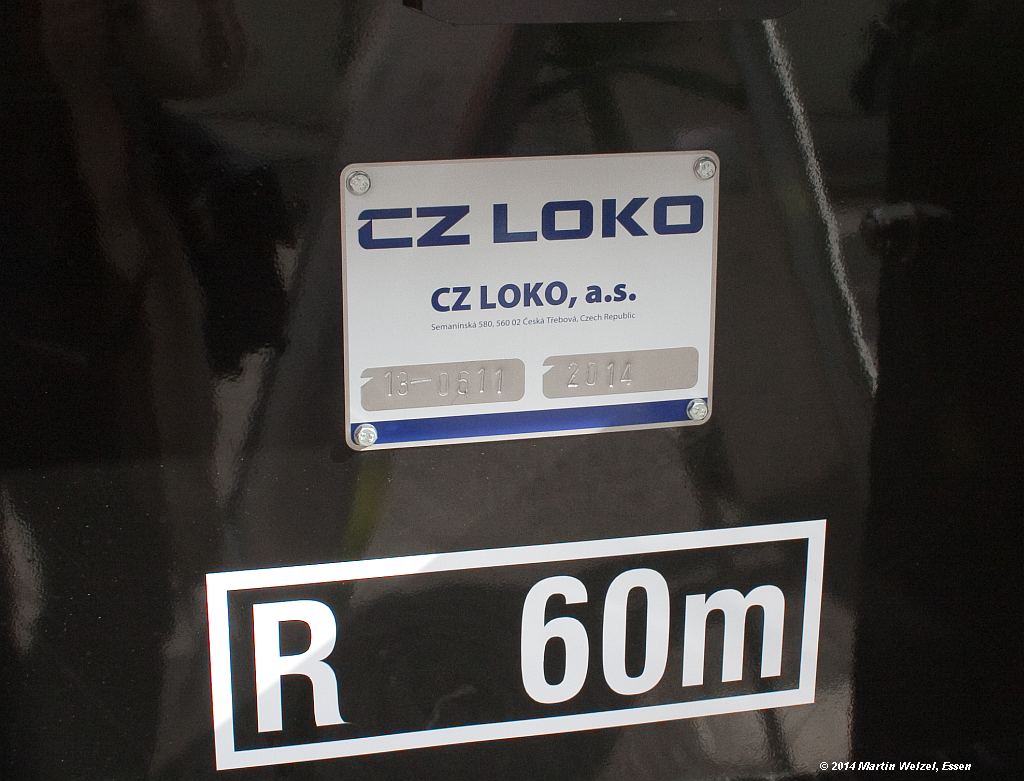 CZ LOKO
CZ LOKO, a.s.
Semanínská 580, 560 02 Česká Třebová, Czech Republic
13-0611 2014
R 60m
© 2014 Martin Welzel, Essen